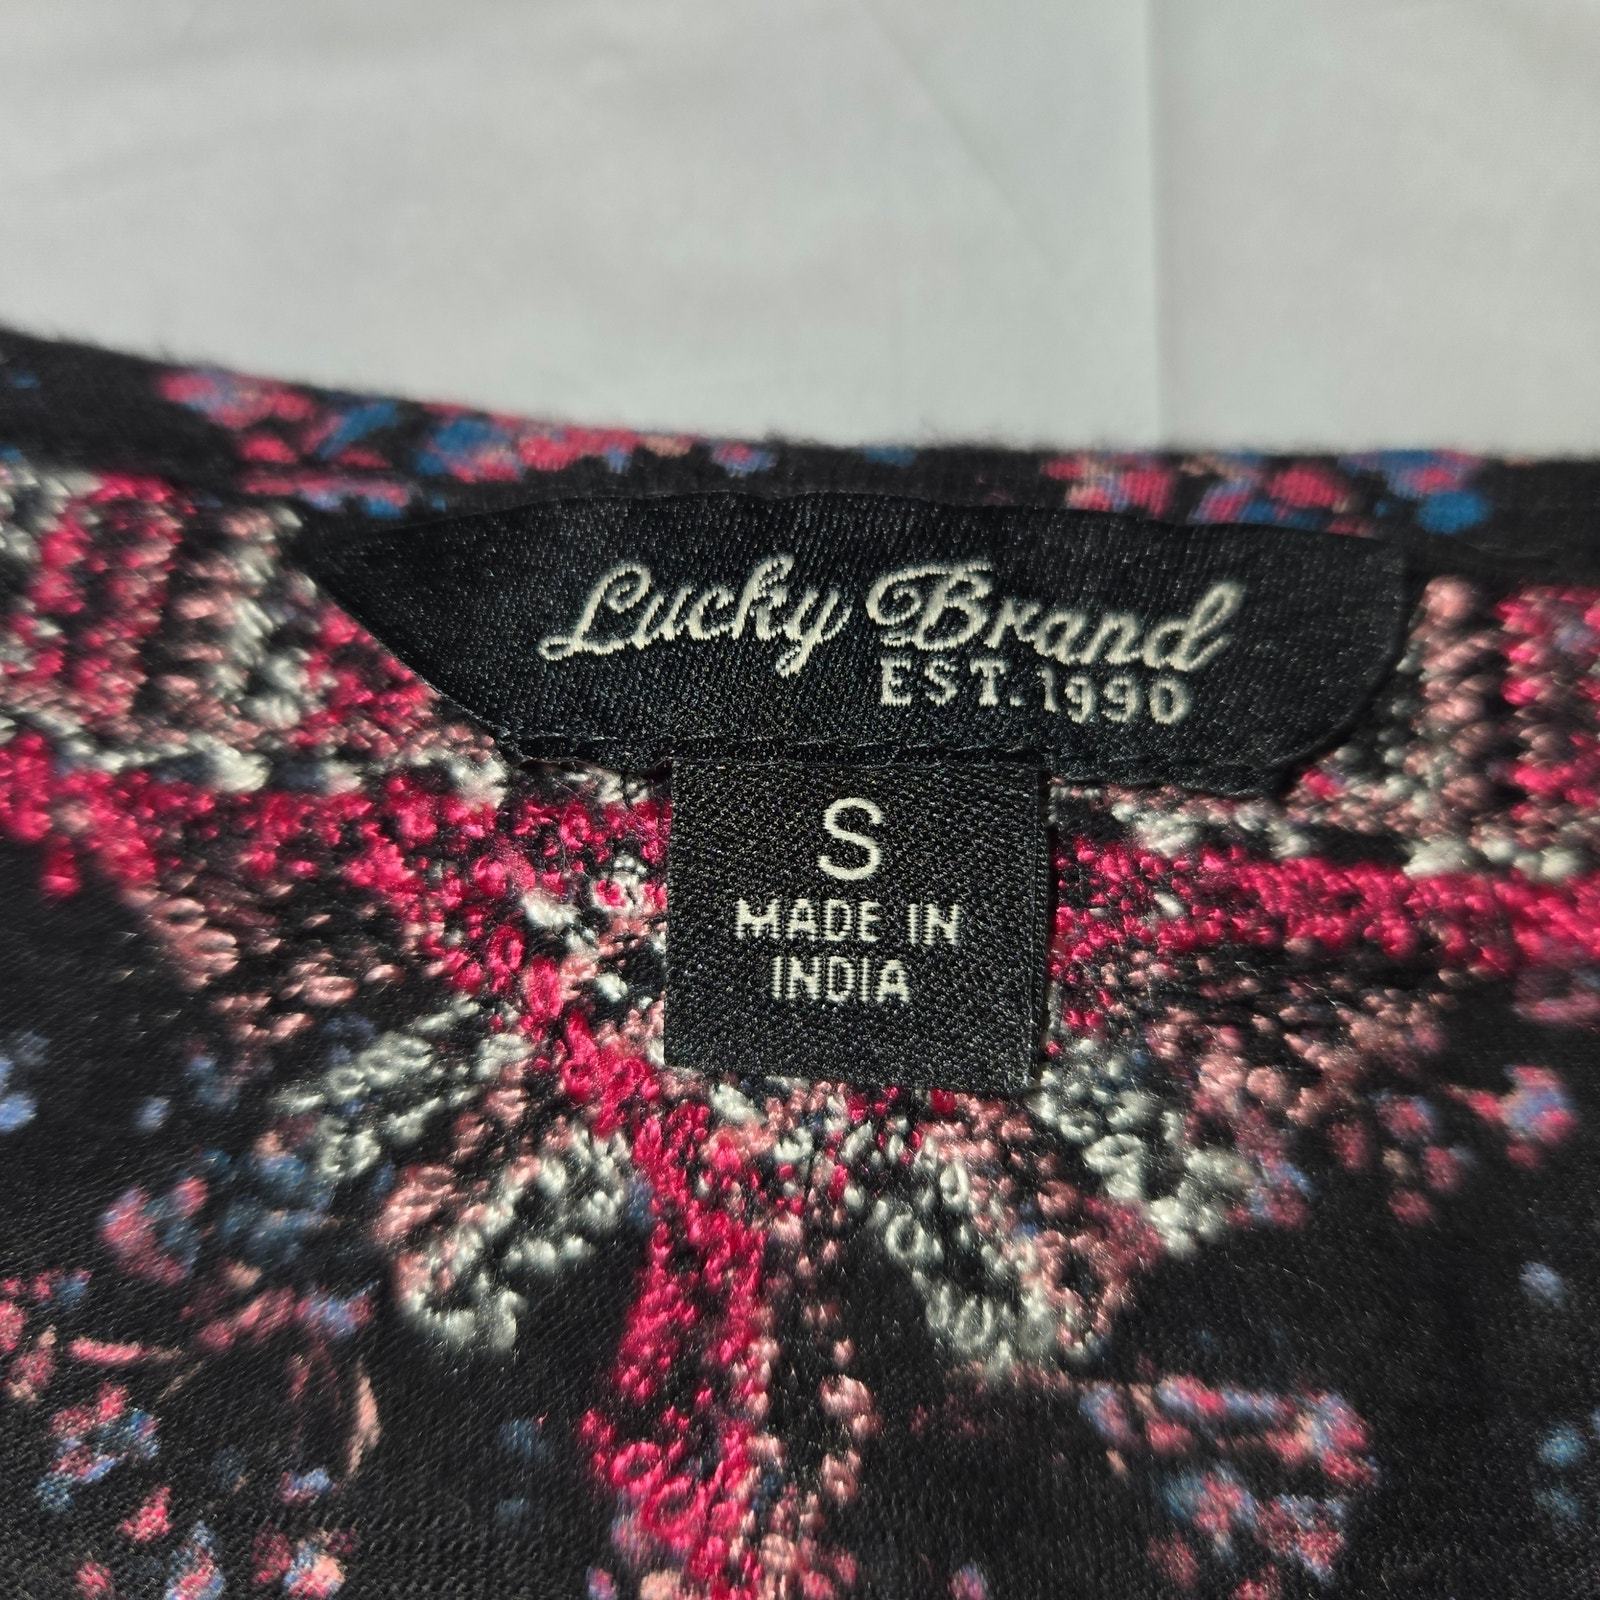 Lucky Brand
EST. 1990
S
MADE IN
INDIA